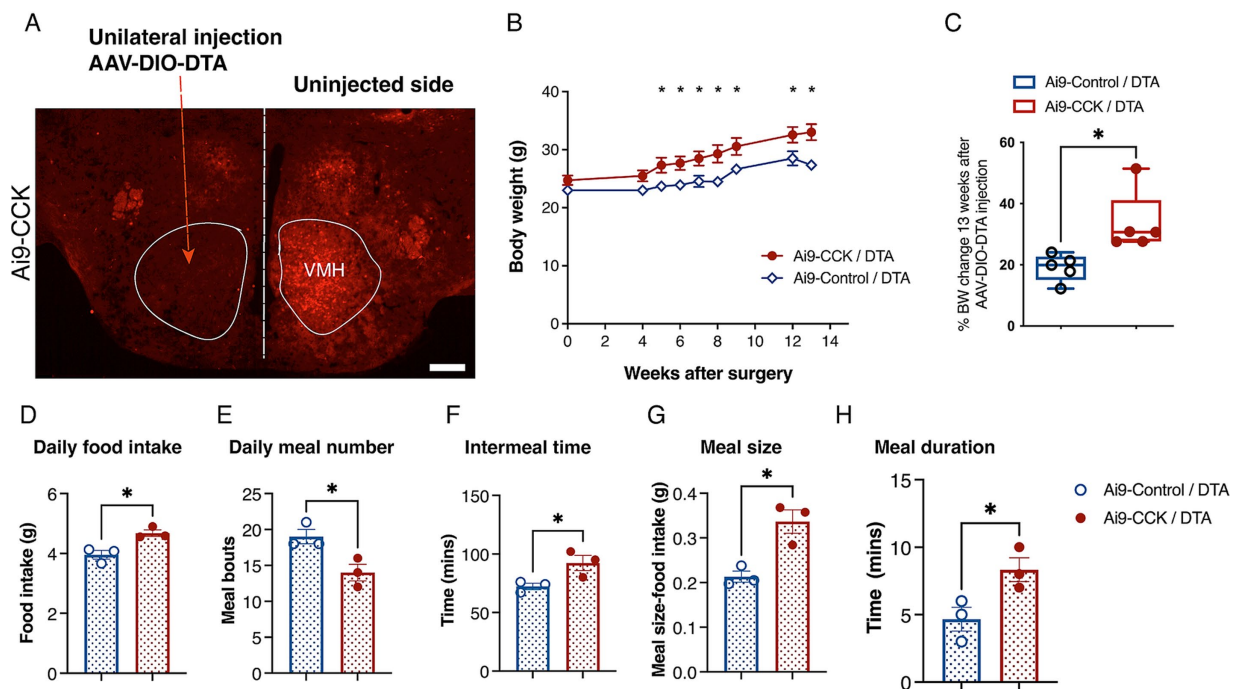 A
Unilateral injection
AAV-DIO-DTA
Uninjected side
Ai9-CCK
VMH
B
Body weight (g)
40
30
20
10
0
* * * * * * *
Ai9-CCK / DTA
Ai9-Control / DTA
0 2 4 6 8 10 12 14
Weeks after surgery
C
Ai9-Control / DTA
Ai9-CCK / DTA
% BW change 13 weeks after
AAV-DIO-DTA injection
60
40
20
0
*
D
Daily food intake
Food intake (g)
6
4
2
0
*
E
Daily meal number
Meal bouts
25
20
15
10
5
0
*
F
Intermeal time
Time (mins)
150
100
50
0
*
G
Meal size
Meal size-food intake (g)
0.4
0.3
0.2
0.1
0.0
*
H
Meal duration
Time (mins)
15
10
5
0
*
Ai9-Control / DTA
Ai9-CCK / DTA